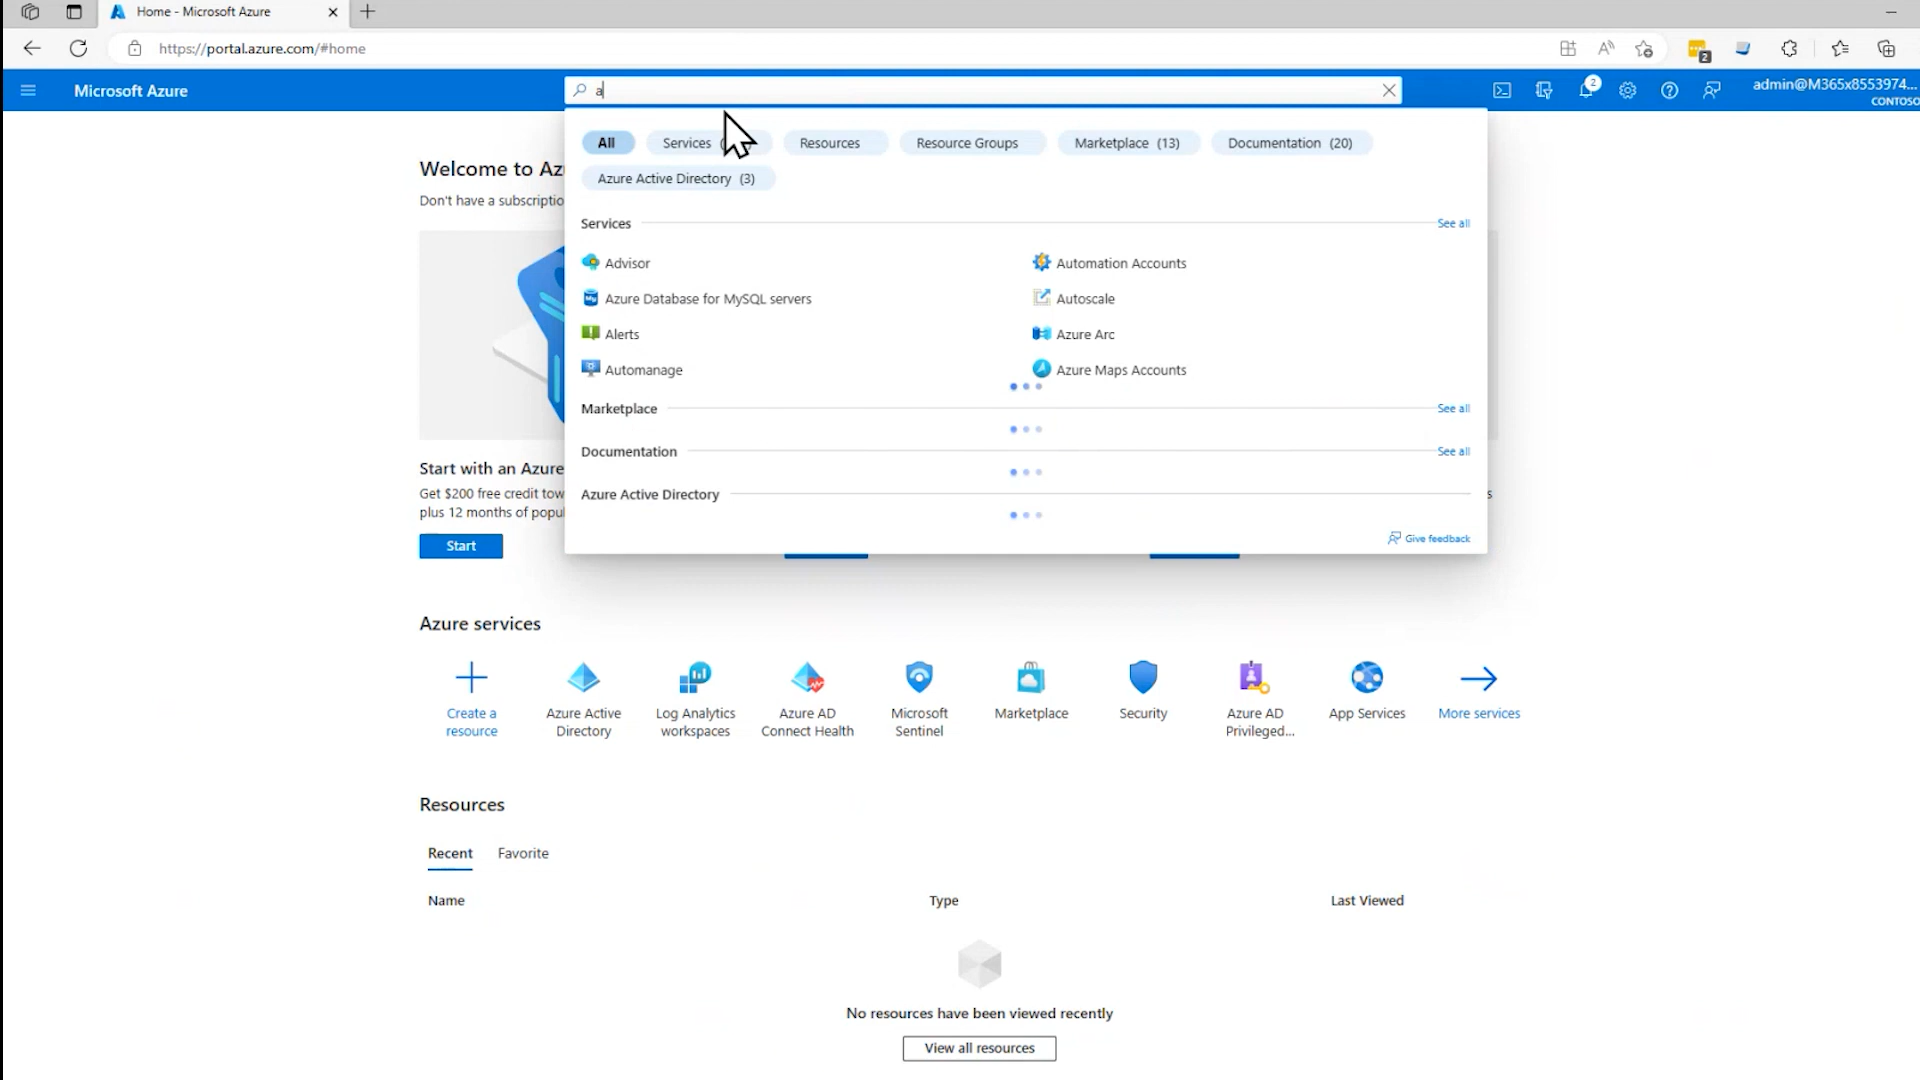 Home - Microsoft Azure
https://portal.azure.com/#home
2
Microsoft Azure
a
2
admin@M365x8553974...
CONTOSO
All
Services
Resources
Resource Groups
Marketplace (13)
Documentation (20)
Azure Active Directory (3)
Services
See all
Advisor
Automation Accounts
Azure Database for MySQL servers
Autoscale
Alerts
Azure Arc
Automanage
Azure Maps Accounts
Marketplace
See all
Documentation
See all
Azure Active Directory
Give feedback
Welcome to Az
Don't have a subscriptio
Start with an Azure
Get $200 free credit tow
plus 12 months of popul
s
Start
Azure services
Create a
resource
Azure Active
Directory
Log Analytics
workspaces
Azure AD
Connect Health
Microsoft
Sentinel
Marketplace
Security
Azure AD
Privileged...
App Services
More services
Resources
Recent
Favorite
Name
Type
Last Viewed
No resources have been viewed recently
View all resources